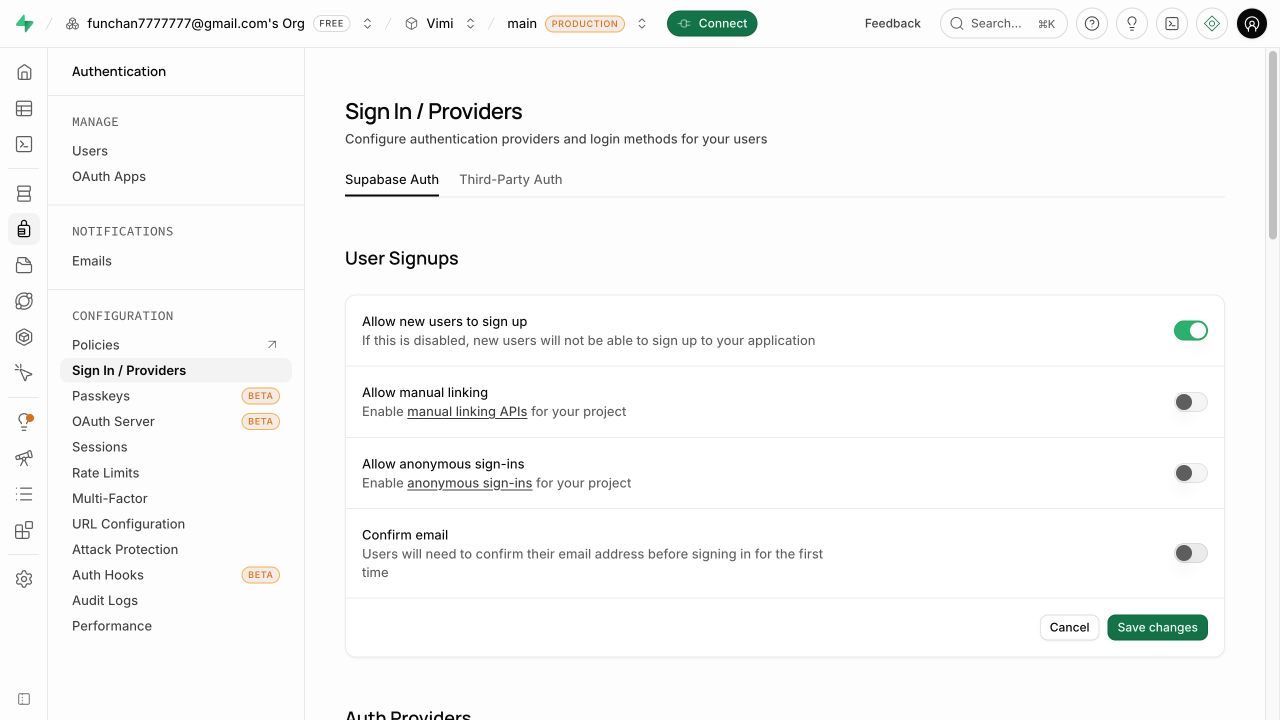 funchan7777777@gmail.com's Org FREE Vimi main PRODUCTION Connect Feedback Search... ⌘K
Authentication
MANAGE
Users
OAuth Apps
NOTIFICATIONS
Emails
CONFIGURATION
Policies
Sign In / Providers
Passkeys BETA
OAuth Server BETA
Sessions
Rate Limits
Multi-Factor
URL Configuration
Attack Protection
Auth Hooks BETA
Audit Logs
Performance
Sign In / Providers
Configure authentication providers and login methods for your users
Supabase Auth Third-Party Auth
User Signups
Allow new users to sign up
If this is disabled, new users will not be able to sign up to your application
Allow manual linking
Enable manual linking APIs for your project
Allow anonymous sign-ins
Enable anonymous sign-ins for your project
Confirm email
Users will need to confirm their email address before signing in for the first
time
Cancel Save changes
Auth Providers